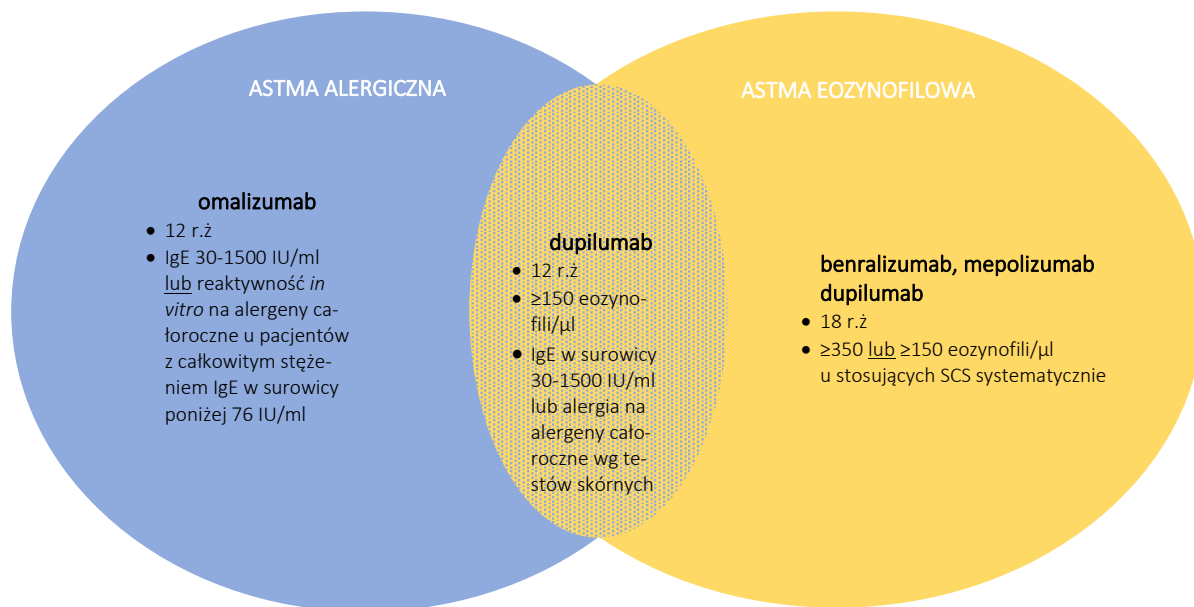 ASTMA ALERGICZNA
omalizumab
• 12 r.ż
• IgE 30-1500 IU/ml
lub reaktywność in
vitro na alergeny ca-
łoroczne u pacjentów
z całkowitym stęże-
niem IgE w surowicy
poniżej 76 IU/ml
dupilumab
• 12 r.ż
• ≥150 eozyno-
fili/µl
• IgE w surowicy
30-1500 IU/ml
lub alergia na
alergeny cało-
roczne wg te-
stów skórnych
ASTMA EOZYNOFILOWA
benralizumab, mepolizumab
dupilumab
• 18 r.ż
• ≥350 lub ≥150 eozynofili/µl
u stosujących SCS systematycznie